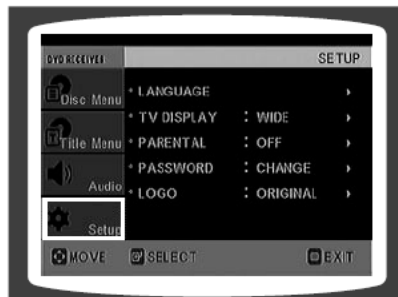 DVD RECEIVER SETUP
Disc Menu
• LANGUAGE
Title Menu
• TV DISPLAY : WIDE
• PARENTAL : OFF
Audio
• PASSWORD : CHANGE
• LOGO : ORIGINAL
Setup
MOVE SELECT EXIT